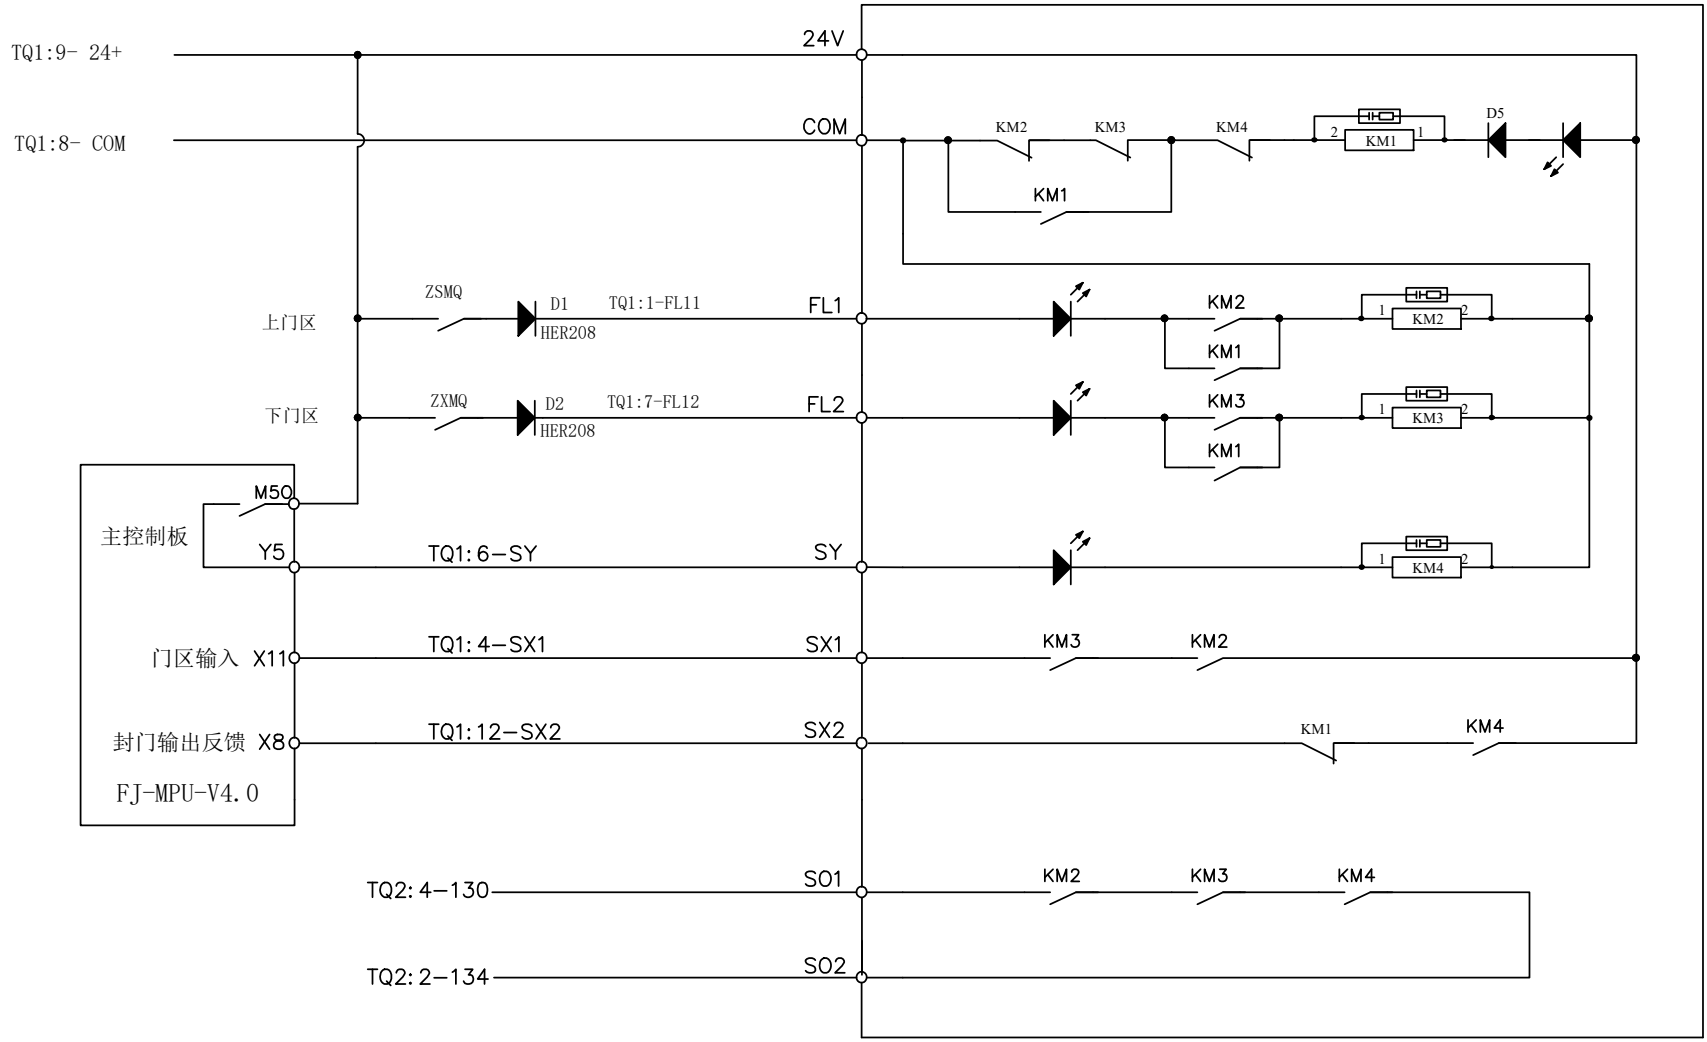 24V
TQ1:9- 24+
COM
TQ1:8- COM
KM2
KM3
KM4
2
KM1
1
D5
KM1
上门区
ZSMQ
D1
HER208
TQ1:1-FL11
FL1
KM2
KM1
1
KM2
2
下门区
ZXMQ
D2
HER208
TQ1:7-FL12
FL2
KM3
KM1
1
KM3
2
M50
主控制板
Y5
TQ1:6-SY
SY
1
KM4
2
门区输入 X11
TQ1:4-SX1
SX1
KM3
KM2
封门输出反馈 X8
TQ1:12-SX2
SX2
KM1
KM4
FJ-MPU-V4.0
TQ2:4-130
SO1
KM2
KM3
KM4
TQ2:2-134
SO2